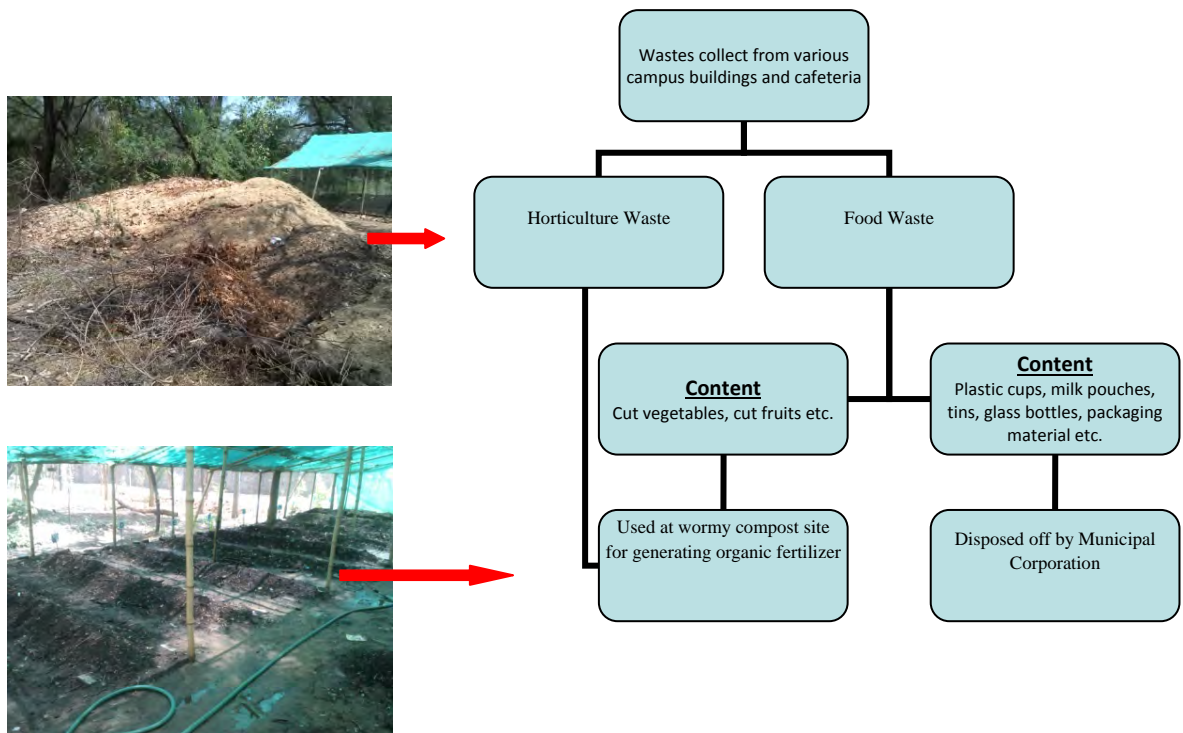 Wastes collect from various
campus buildings and cafeteria
Horticulture Waste
Food Waste
Content
Cut vegetables, cut fruits etc.
Content
Plastic cups, milk pouches,
tins, glass bottles, packaging
material etc.
Used at wormy compost site
for generating organic fertilizer
Disposed off by Municipal
Corporation